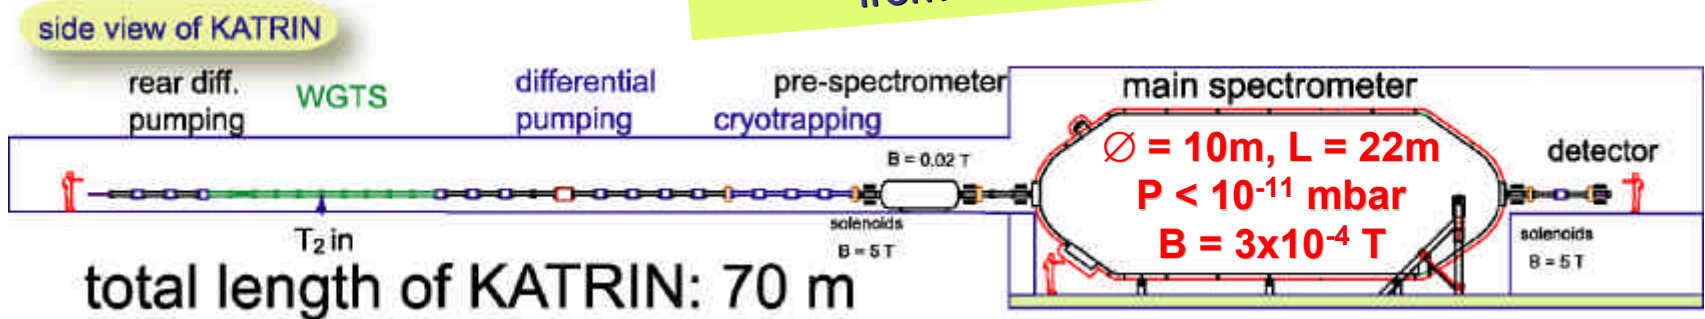 from
side view of KATRIN
rear diff.
pumping
WGTS
differential
pumping
pre-spectrometer
cryotrapping
main spectrometer
Ø = 10m, L = 22m
P < 10⁻¹¹ mbar
B = 3x10⁻⁴ T
detector
B = 0.02 T
T₂ in
solenoids
B = 5 T
solenoids
B = 5 T
total length of KATRIN: 70 m